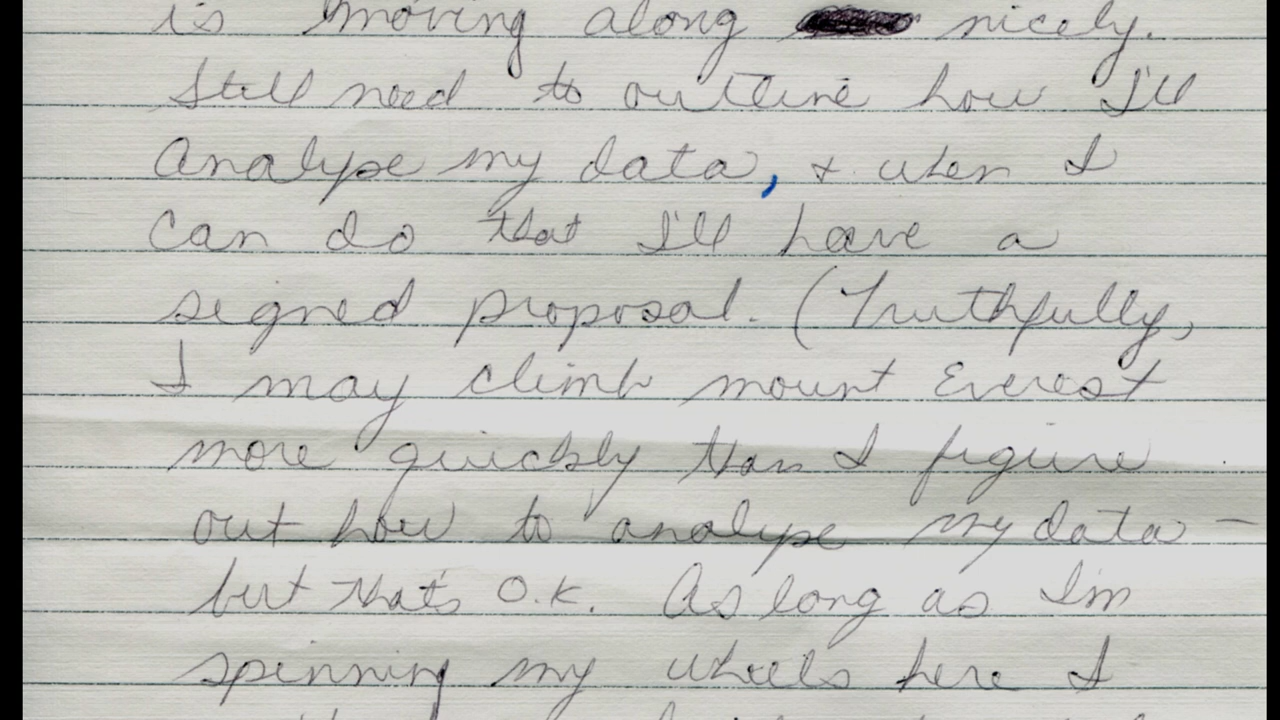 is moving along nicely.
Still need to outline how I'll
Analyse my data, & when I
can do that I'll have a
signed proposal. (Truthfully,
I may climb mount Everest
more quickly than I figure
out how to analyse my data –
but that's O.K. As long as I'm
spinning my wheels here I